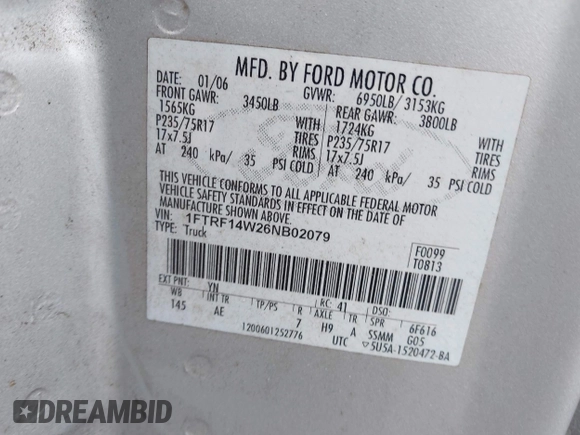 MFD. BY FORD MOTOR CO.
DATE: 01/06 GVWR: 6950LB/ 3153KG
FRONT GAWR: 3450LB REAR GAWR: 3800LB
1565KG WITH 1724KG WITH
P235/75R17 TIRES P235/75R17 TIRES
17x7.5J RIMS 17x7.5J RIMS
AT 240 kPa/ 35 PSI COLD AT 240 kPa/ 35 PSI COLD
THIS VEHICLE CONFORMS TO ALL APPLICABLE FEDERAL MOTOR
VEHICLE SAFETY STANDARDS IN EFFECT ON THE DATE OF
MANUFACTURE SHOWN ABOVE.
VIN: 1FTRF14W26NB02079
TYPE: Truck
F0099
T0813
EXT PNT: YN RC: 41 DSO:
WB INT TR TP/PS R AXLE TR SPR 6F616
145 AE 7 H9 A SSMM G05
1200601252776 UTC ▽5U5A-1520472-BA
DREAMBID